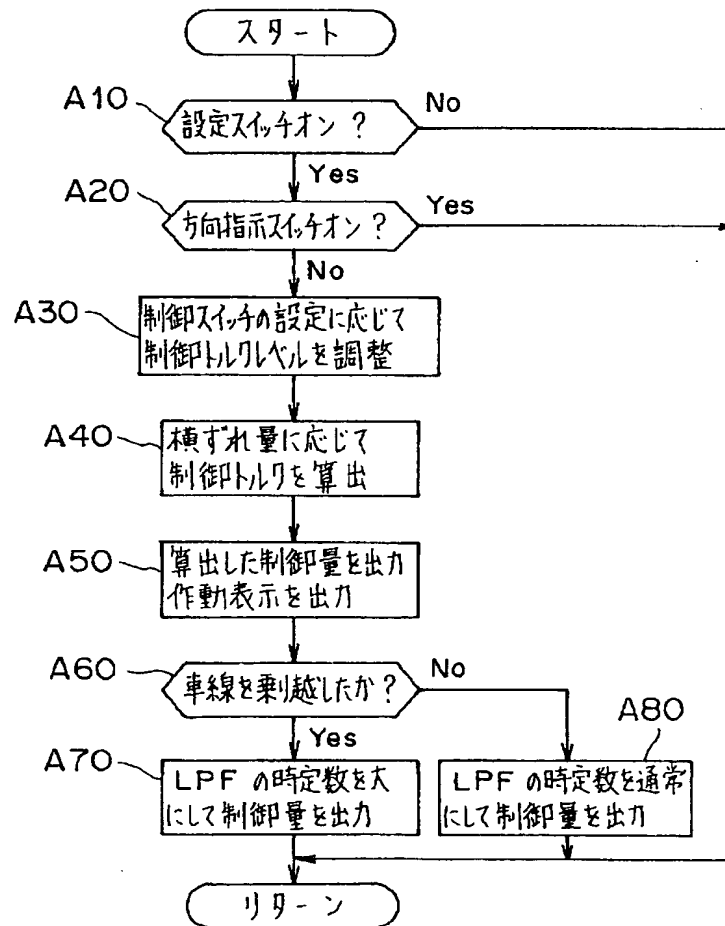 スタート
A10
設定スイッチオン？
No
Yes
A20
方向指示スイッチオン？
Yes
No
A30
制御スイッチの設定に応じて
制御トルクレベルを調整
A40
横ずれ量に応じて
制御トルクを算出
A50
算出した制御量を出力
作動表示を出力
A60
車線を乗り越したか？
No
Yes
A70
LPFの時定数を大
にして制御量を出力
A80
LPFの時定数を通常
にして制御量を出力
リターン